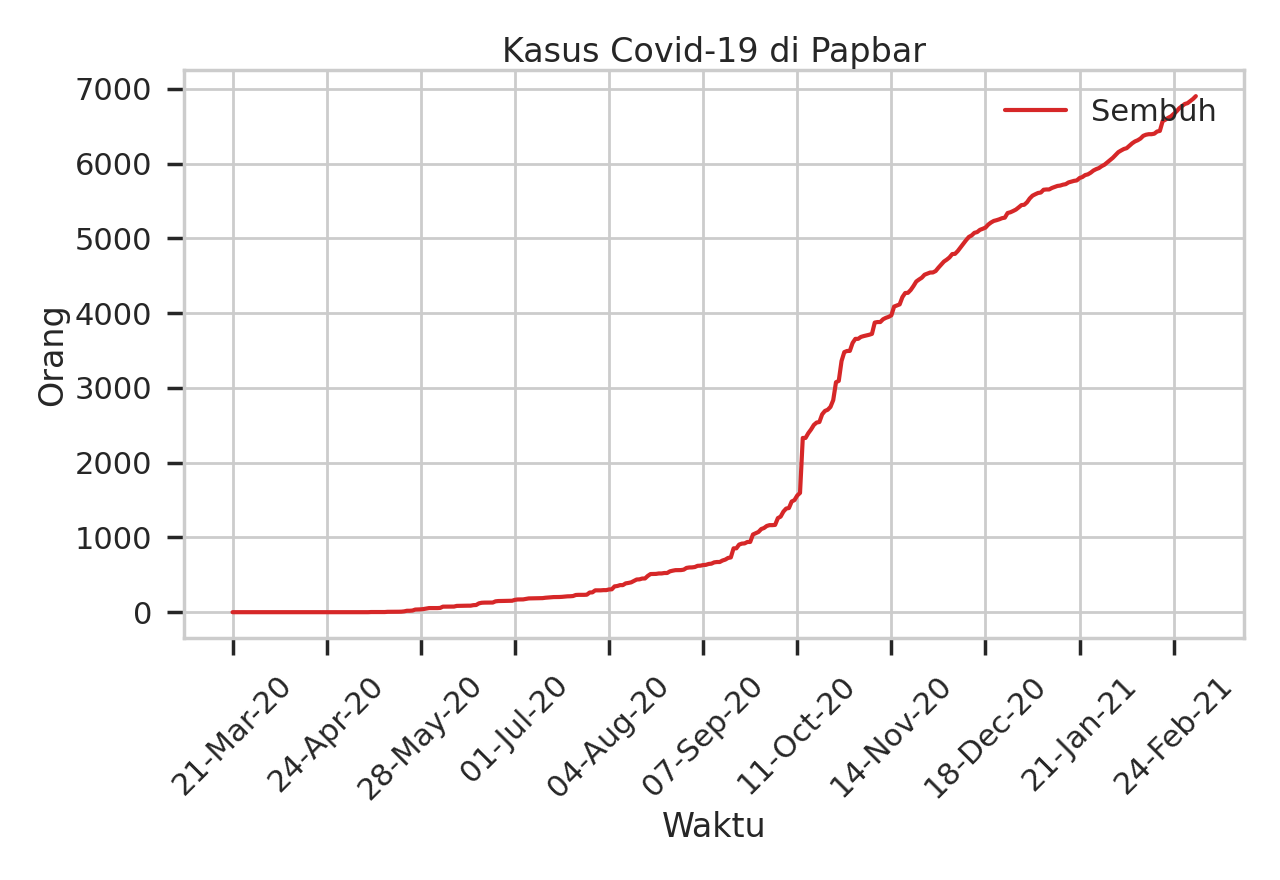 Kasus Covid-19 di Papbar
Sembuh
Orang
7000
6000
5000
4000
3000
2000
1000
0
21-Mar-20
24-Apr-20
28-May-20
01-Jul-20
04-Aug-20
07-Sep-20
11-Oct-20
14-Nov-20
18-Dec-20
21-Jan-21
24-Feb-21
Waktu